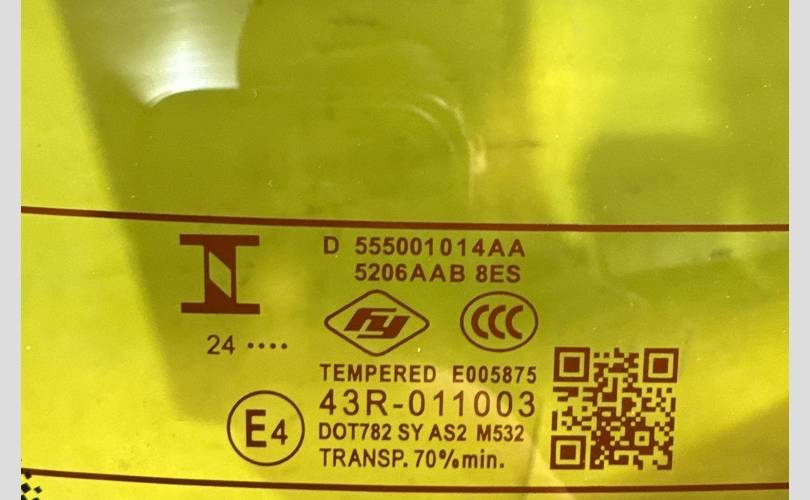 D 555001014AA
5206AAB 8ES
FY
CCC
24 ····
TEMPERED E005875
43R-011003
E4
DOT782 SY AS2 M532
TRANSP. 70%min.